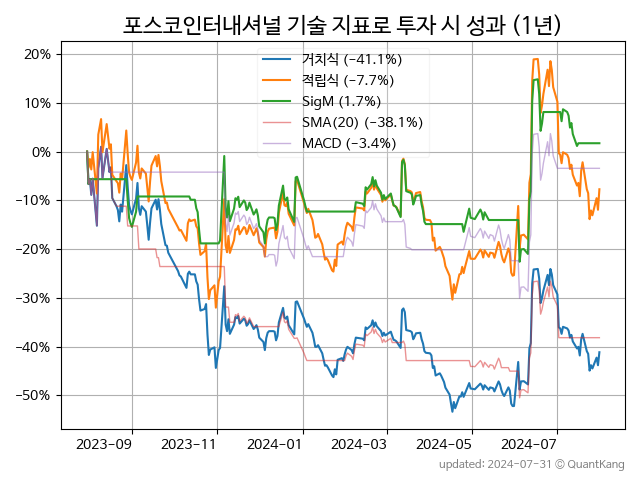 포스코인터내셔널 기술 지표로 투자 시 성과 (1년)
20%
10%
0%
−10%
−20%
−30%
−40%
−50%
거치식 (−41.1%)
적립식 (−7.7%)
SigM (1.7%)
SMA(20) (−38.1%)
MACD (−3.4%)
2023-09 2023-11 2024-01 2024-03 2024-05 2024-07
updated: 2024-07-31 © QuantKang